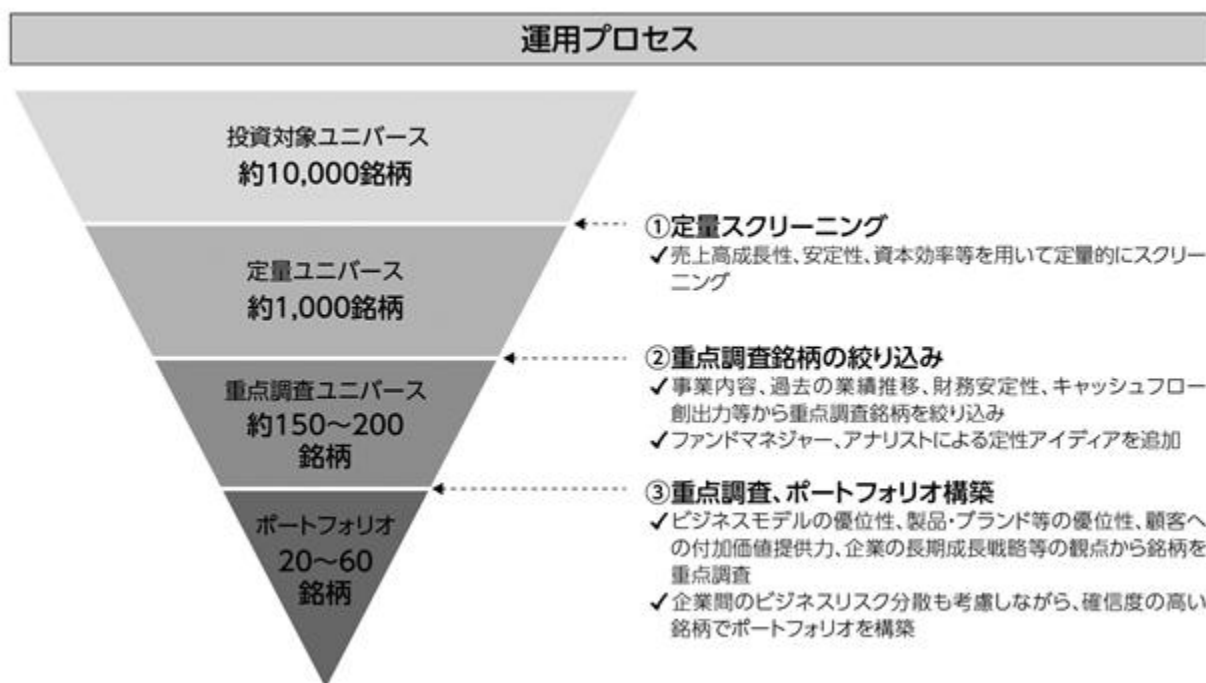 運用プロセス
投資対象ユニバース
約10,000銘柄
定量ユニバース
約1,000銘柄
重点調査ユニバース
約150～200
銘柄
ポートフォリオ
20～60
銘柄
①定量スクリーニング
✓売上高成長性、安定性、資本効率等を用いて定量的にスクリー
ニング
②重点調査銘柄の絞り込み
✓事業内容、過去の業績推移、財務安定性、キャッシュフロー
創出力等から重点調査銘柄を絞り込み
✓ファンドマネジャー、アナリストによる定性アイディアを追加
③重点調査、ポートフォリオ構築
✓ビジネスモデルの優位性、製品・ブランド等の優位性、顧客へ
の付加価値提供力、企業の長期成長戦略等の観点から銘柄を
重点調査
✓企業間のビジネスリスク分散も考慮しながら、確信度の高い
銘柄でポートフォリオを構築